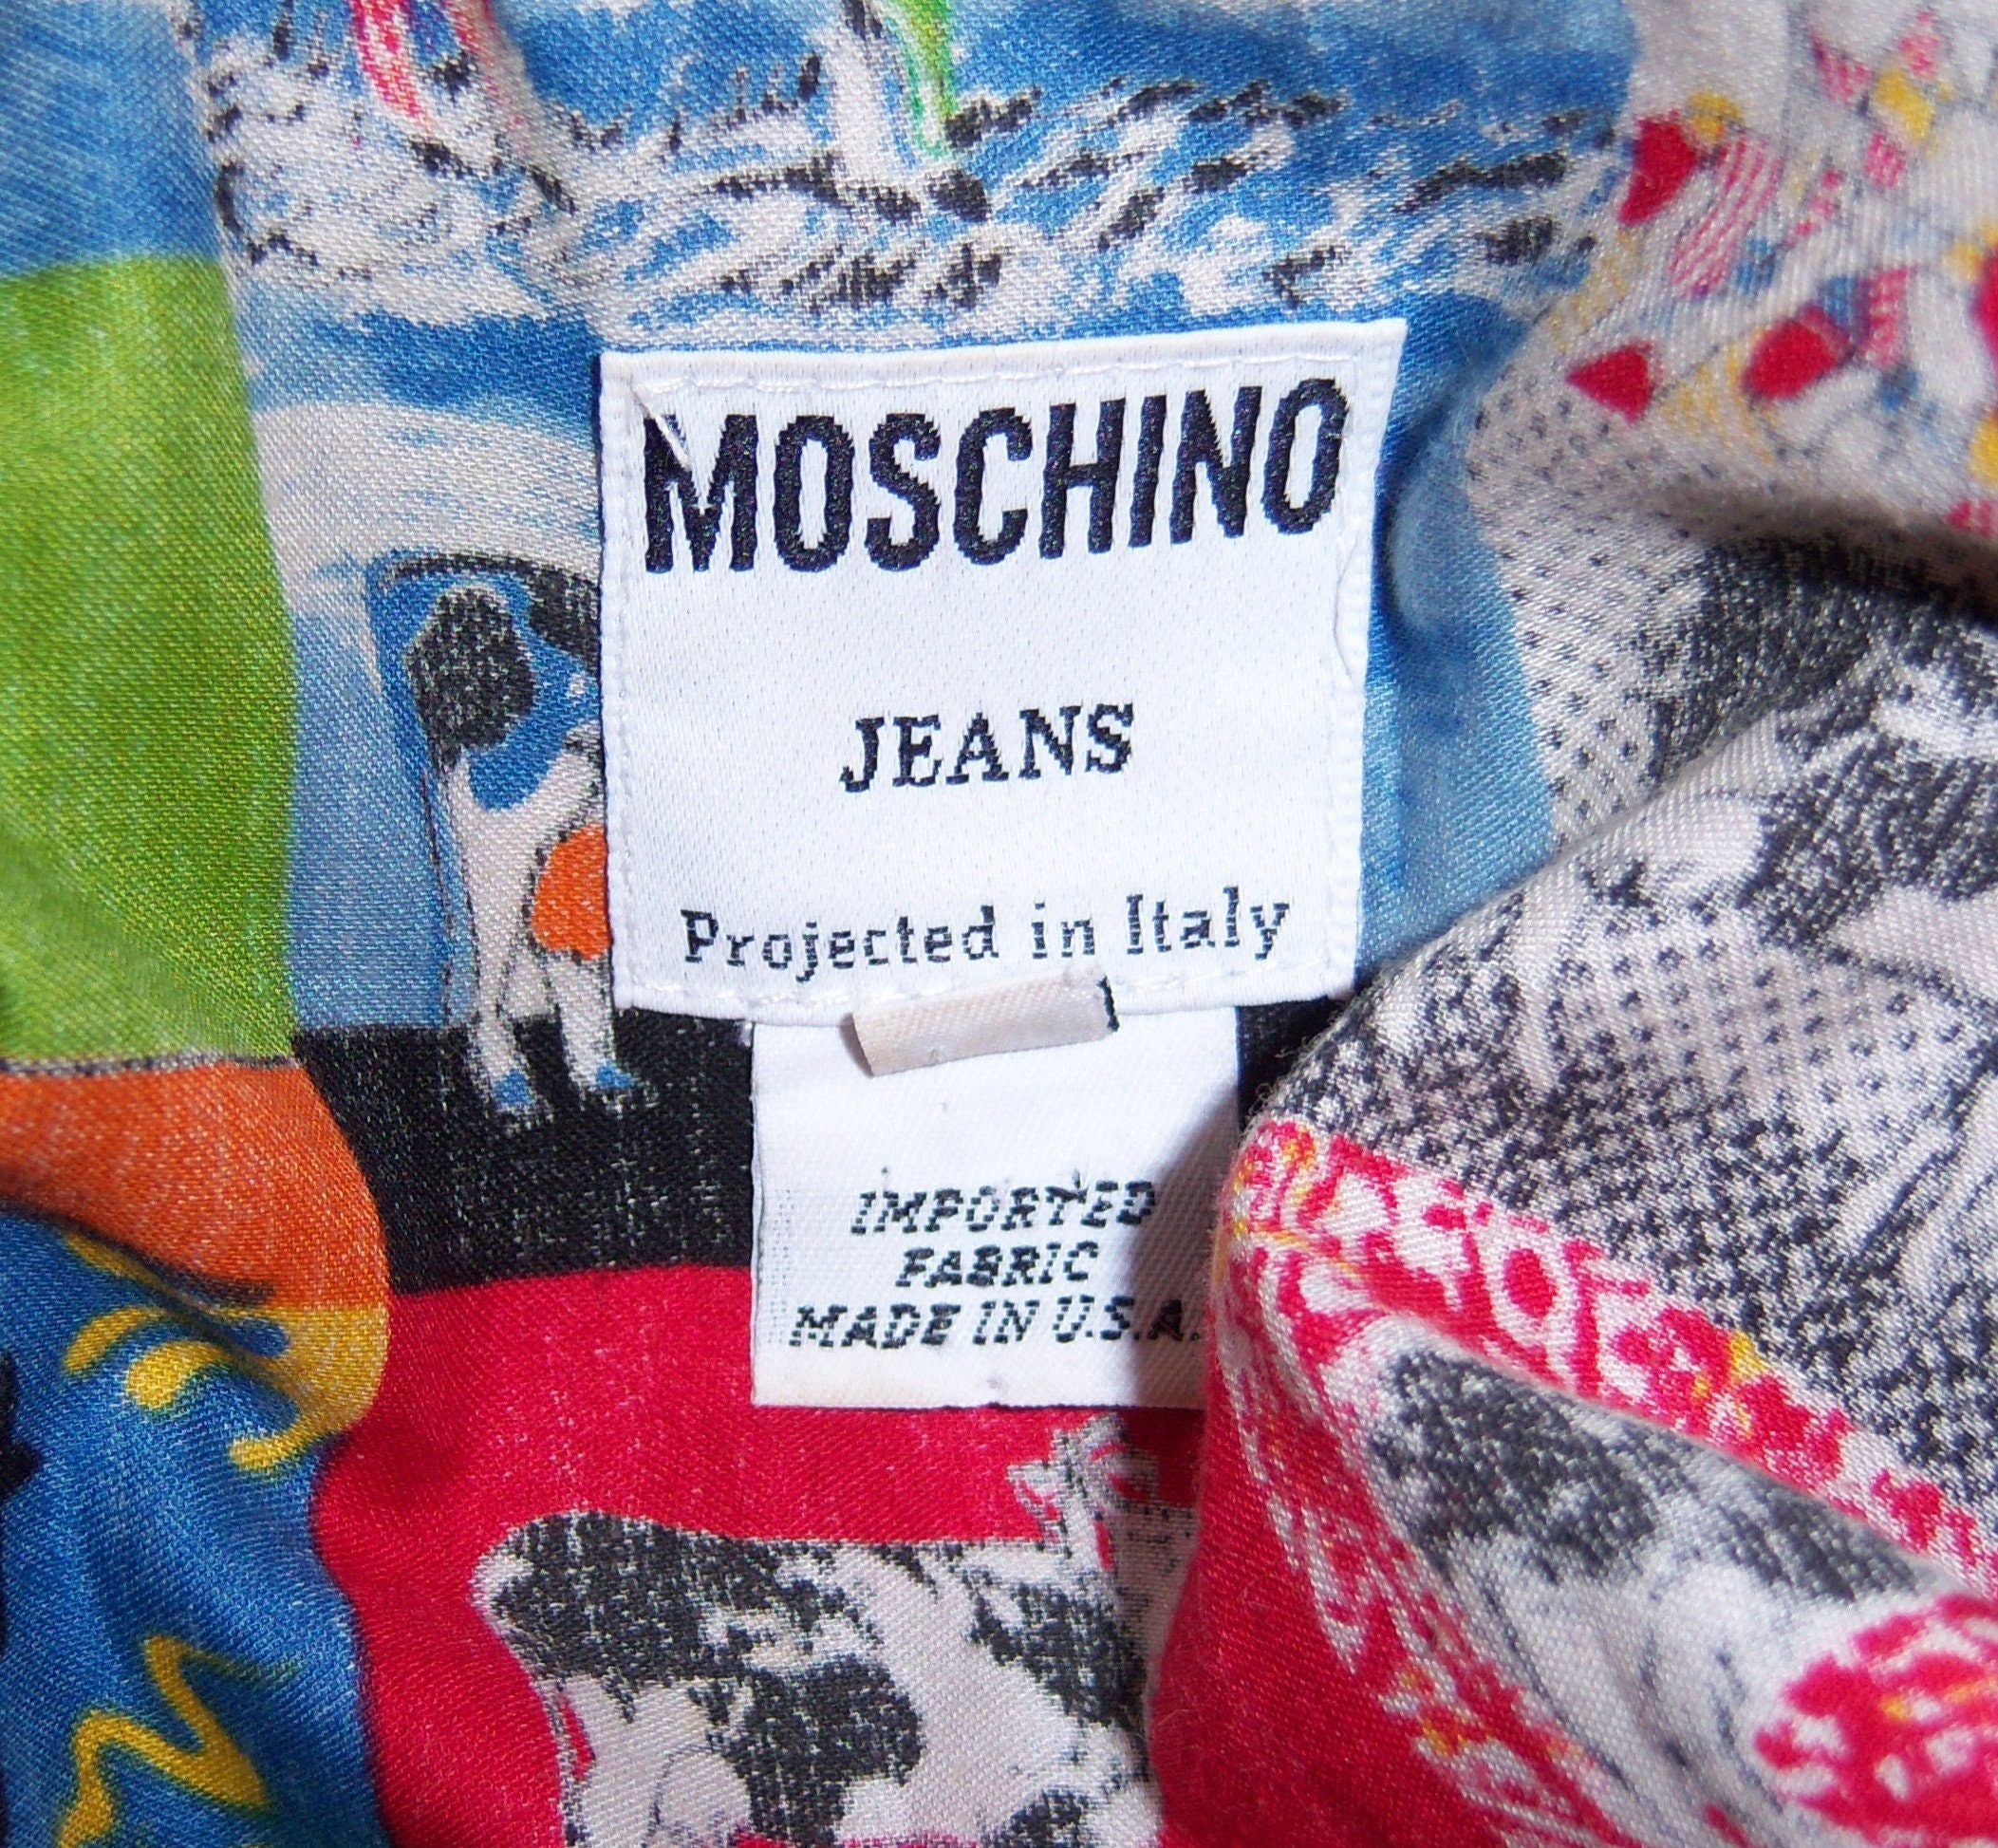 MOSCHINO
JEANS
Projected in Italy
IMPORTED
FABRIC
MADE IN U.S.A.